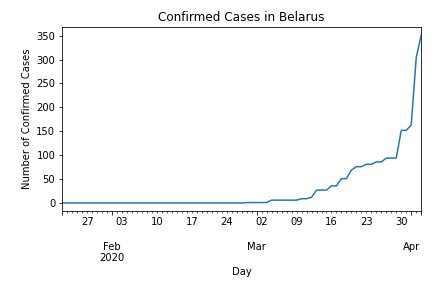 Confirmed Cases in Belarus
Number of Confirmed Cases
350
300
250
200
150
100
50
0
27 03 10 17 24 02 09 16 23 30
Feb Mar Apr
2020
Day